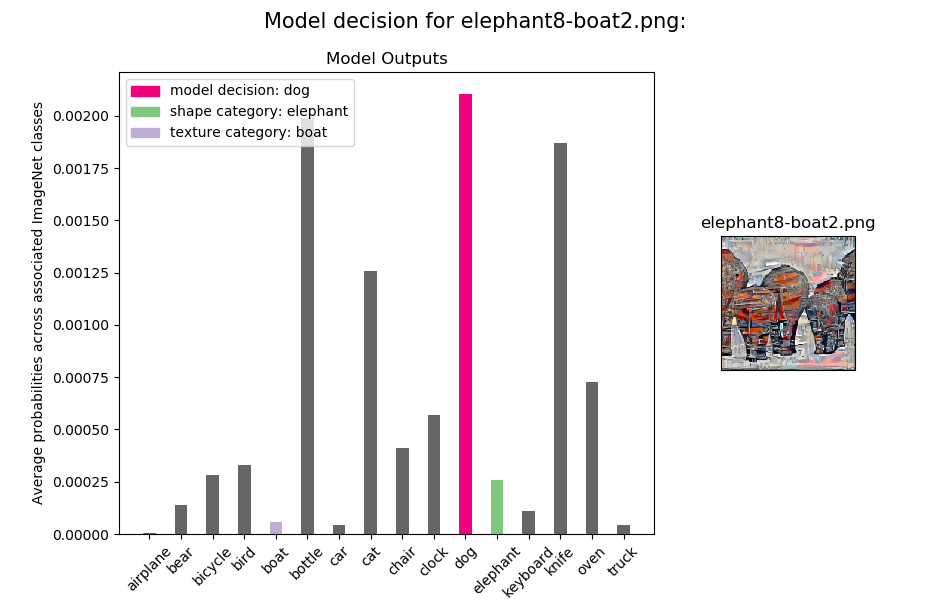 Model decision for elephant8-boat2.png:
Model Outputs
model decision: dog
shape category: elephant
texture category: boat
Average probabilities across associated ImageNet classes
0.00200
0.00175
0.00150
0.00125
0.00100
0.00075
0.00050
0.00025
0.00000
airplane
bear
bicycle
bird
boat
bottle
car
cat
chair
clock
dog
elephant
keyboard
knife
oven
truck
elephant8-boat2.png